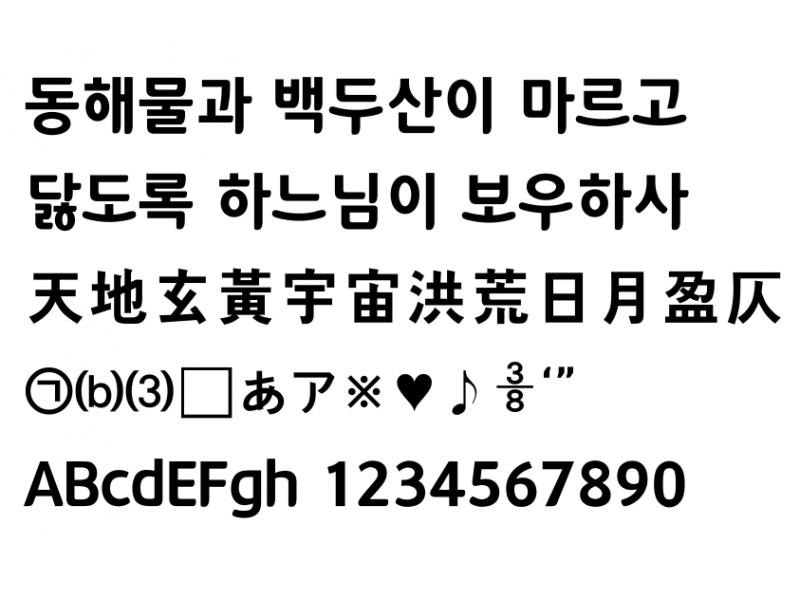 동해물과 백두산이 마르고
닳도록 하느님이 보우하사
天地玄黃宇宙洪荒日月盈仄
㉠⒝⑶□あア※♥♪⅜‘”
ABcdEFgh 1234567890